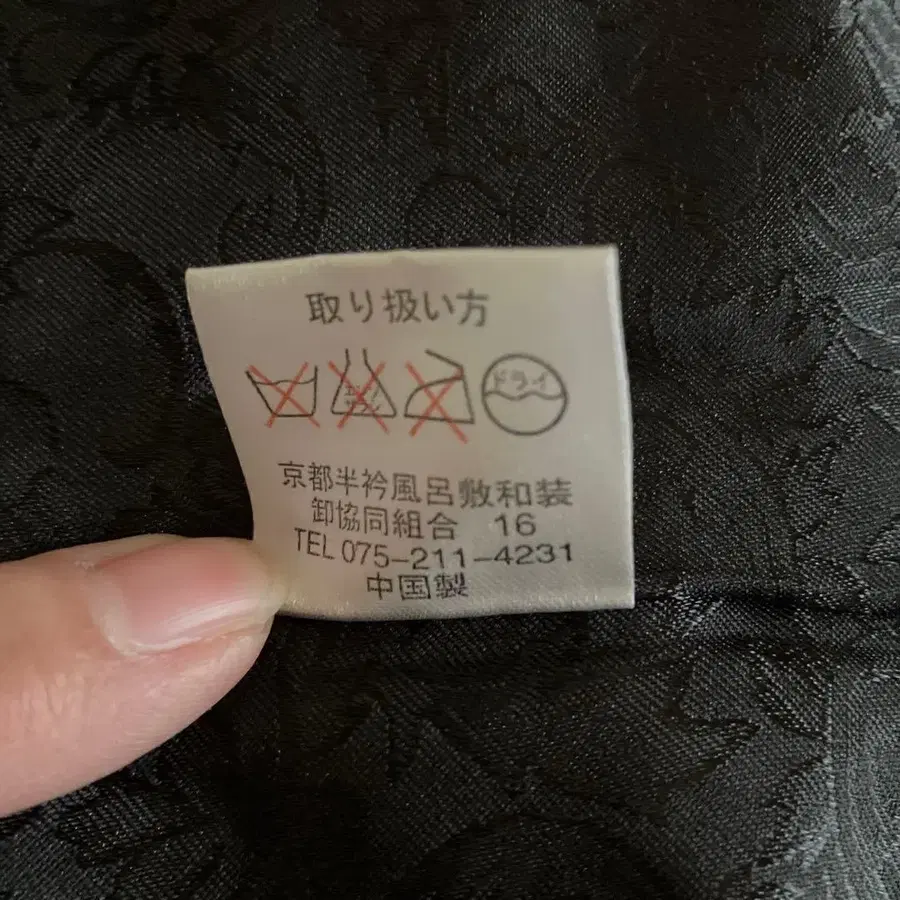 取り扱い方
ドライ
京都半衿風呂敷和装
卸協同組合 16
TEL 075-211-4231
中国製